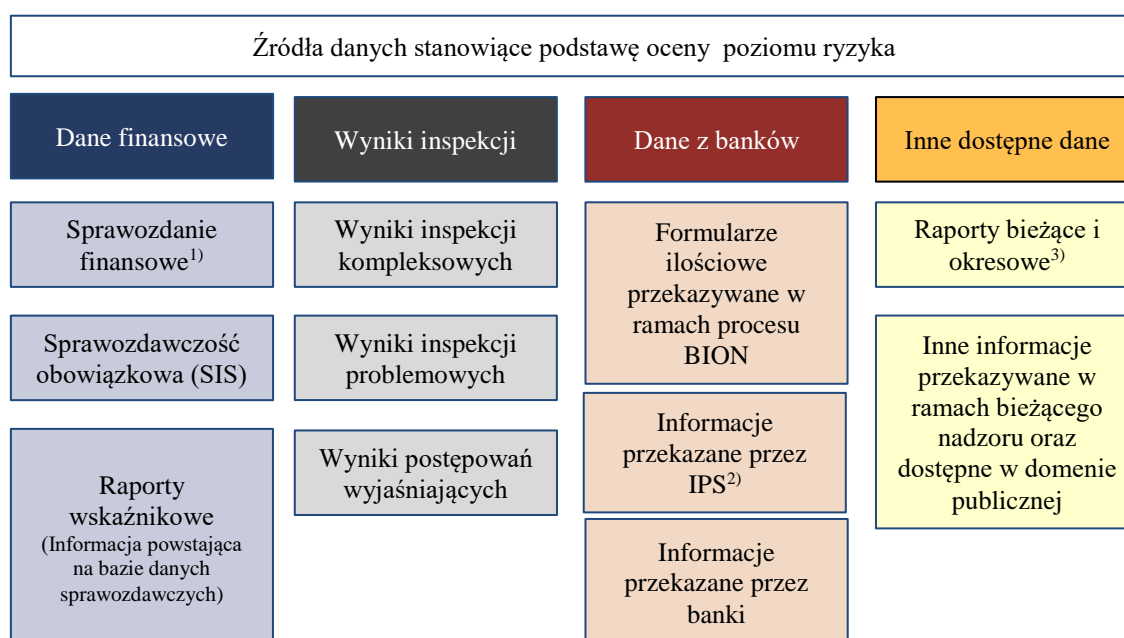 Źródła danych stanowiące podstawę oceny poziomu ryzyka
Dane finansowe
Wyniki inspekcji
Dane z banków
Inne dostępne dane
Sprawozdanie
finansowe1)
Sprawozdawczość
obowiązkowa (SIS)
Raporty
wskaźnikowe
(Informacja powstająca
na bazie danych
sprawozdawczych)
Wyniki inspekcji
kompleksowych
Wyniki inspekcji
problemowych
Wyniki postępowań
wyjaśniających
Formularze
ilościowe
przekazywane w
ramach procesu
BION
Informacje
przekazane przez
IPS2)
Informacje
przekazane przez
banki
Raporty bieżące i
okresowe3)
Inne informacje
przekazywane w
ramach bieżącego
nadzoru oraz
dostępne w domenie
publicznej